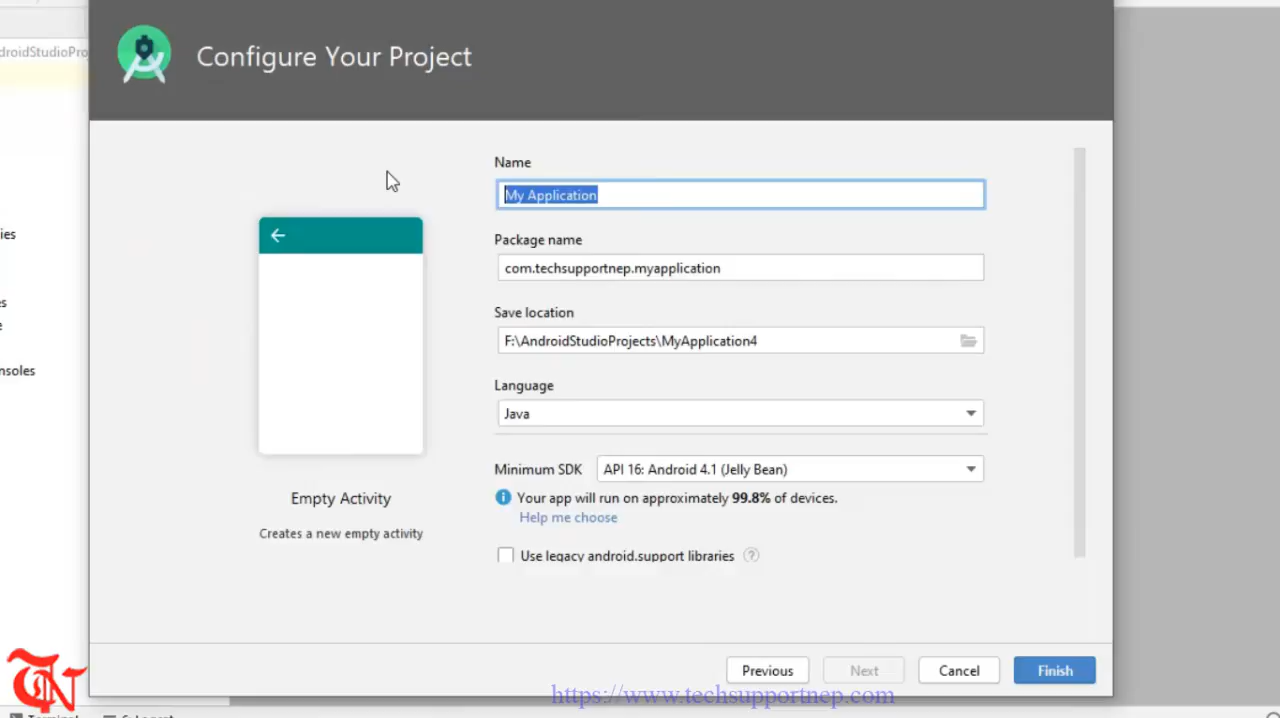 Configure Your Project
droidStudioPro
Name
My Application
Package name
com.techsupportnep.myapplication
ies
Save location
F:\AndroidStudioProjects\MyApplication4
es
e
nsoles
Language
Java
Minimum SDK
API 16: Android 4.1 (Jelly Bean)
Your app will run on approximately 99.8% of devices.
Help me choose
Use legacy android.support libraries
Empty Activity
Creates a new empty activity
Previous
Next
Cancel
Finish
https://www.techsupportnep.com
TN
Terminal